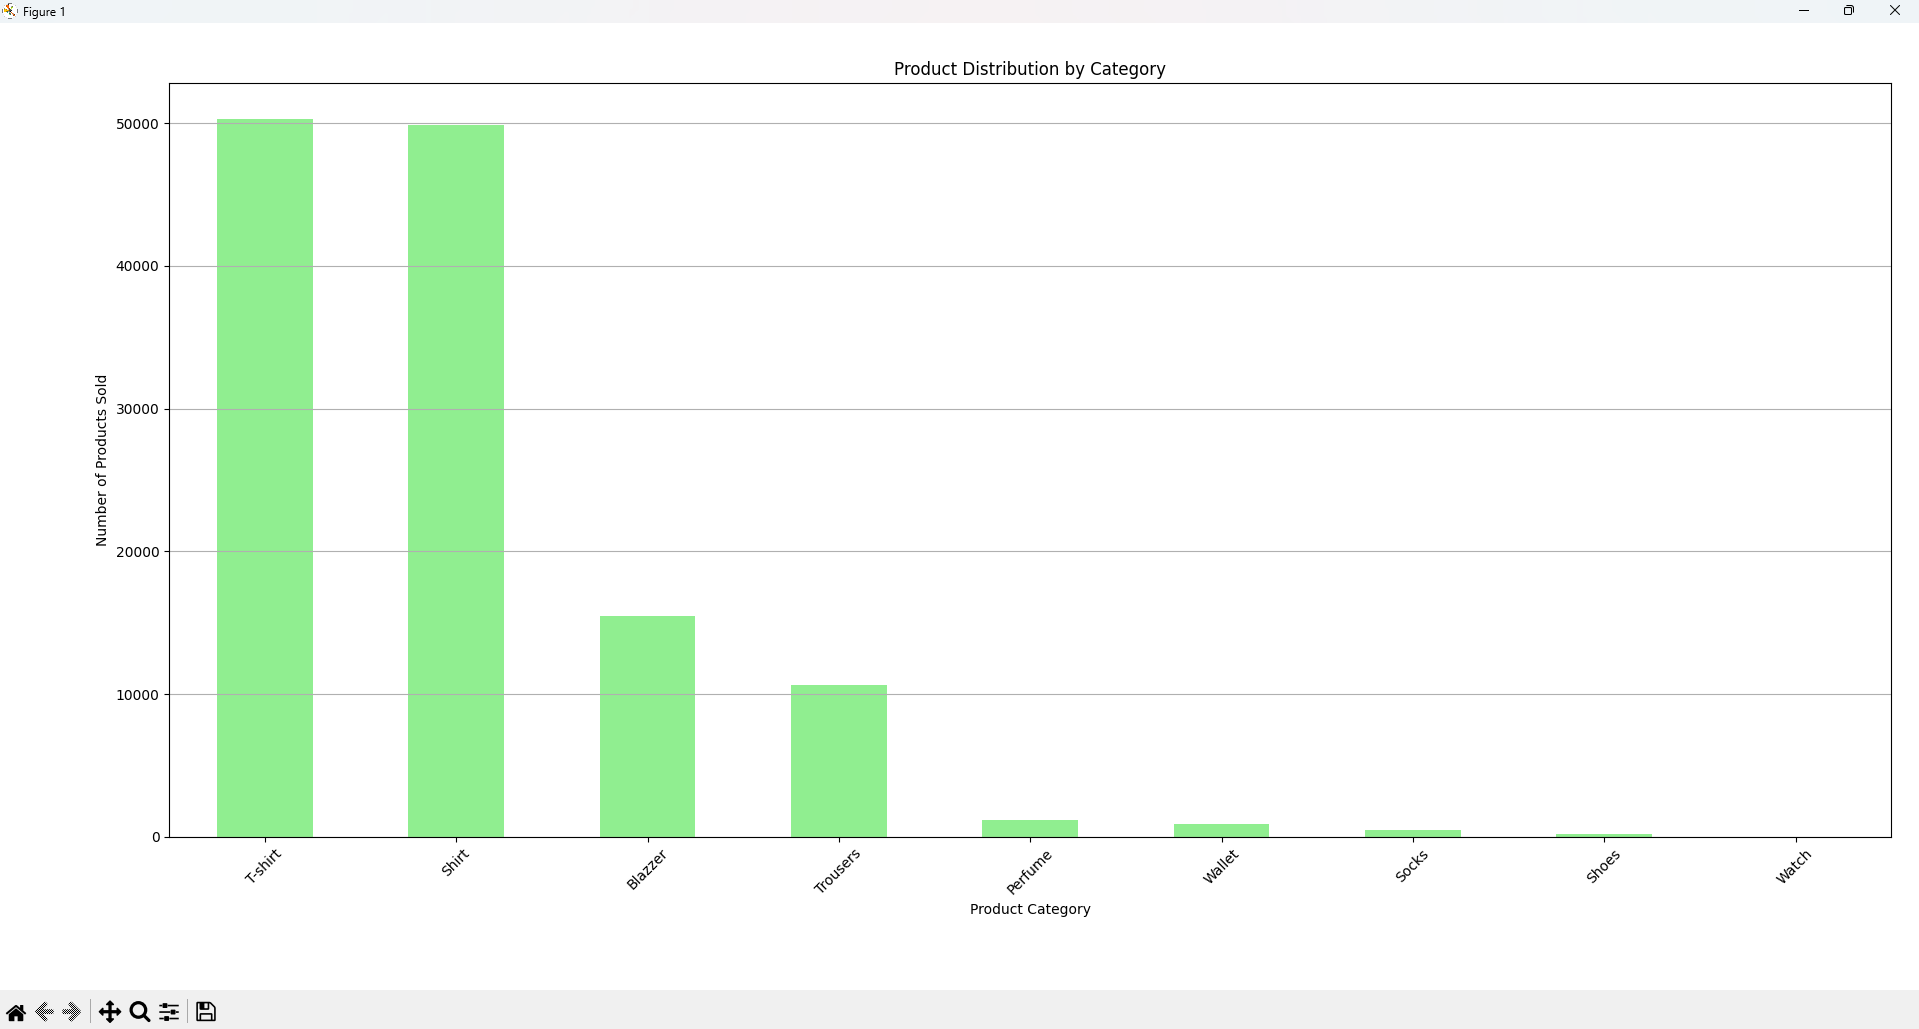 Figure 1
Product Distribution by Category
50000
40000
30000
20000
10000
0
Number of Products Sold
T-shirt
Shirt
Blazzer
Trousers
Perfume
Wallet
Socks
Shoes
Watch
Product Category